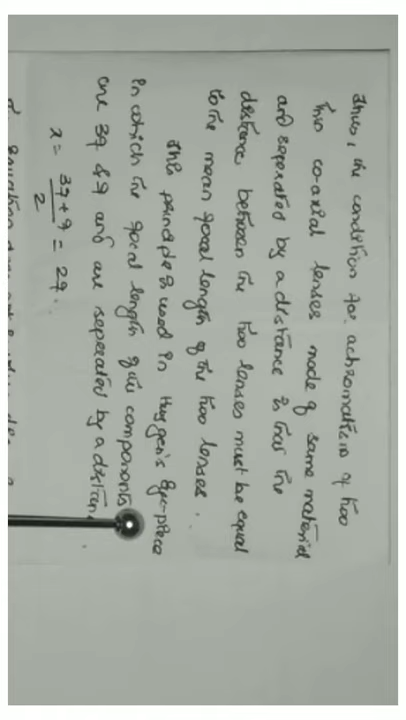 Thus, the condition for achromatism of two
two co-axial lenses made of same material
and seperated by a distance is that the
distance between the two lenses must be equal
to the mean focal length of the two lenses.
This principle is used in Huygen's Eye-piece
in which the focal length of its components
are 3f & f and are seperated by a distan
x = 3f + f / 2 = 2f.